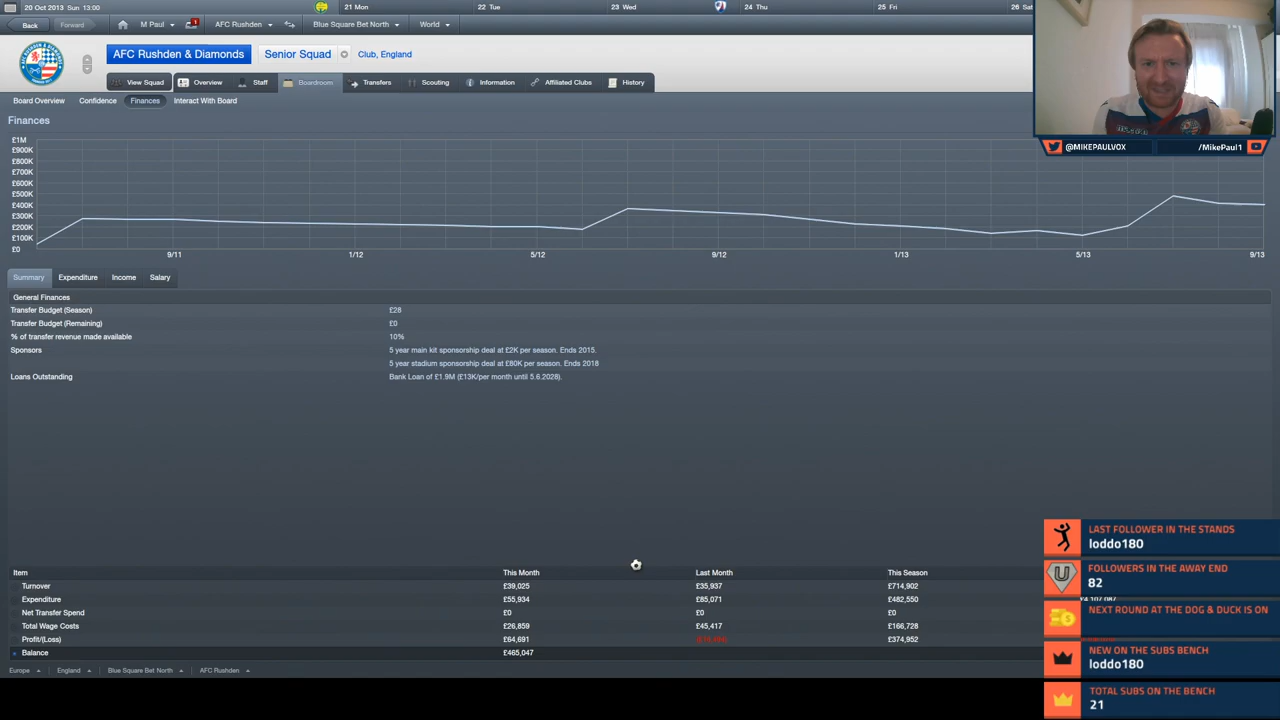 20 Oct 2013 Sun 13:00
21 Mon
22 Tue
23 Wed
24 Thu
25 Fri
26 Sat
Back
Forward
M Paul
AFC Rushden
Blue Square Bet North
World
AFC Rushden & Diamonds
Senior Squad
Club, England
View Squad
Overview
Staff
Boardroom
Transfers
Scouting
Information
Affiliated Clubs
History
Board Overview
Confidence
Finances
Interact With Board
@MIKEPAULVOX
/MikePaul1
Finances
£1M
£900K
£800K
£700K
£600K
£500K
£400K
£300K
£200K
£100K
£0
9/11
1/12
5/12
9/12
1/13
5/13
9/13
Summary
Expenditure
Income
Salary
General Finances
Transfer Budget (Season) £28
Transfer Budget (Remaining) £0
% of transfer revenue made available 10%
Sponsors 5 year main kit sponsorship deal at £2K per season. Ends 2015.
5 year stadium sponsorship deal at £80K per season. Ends 2018
Loans Outstanding Bank Loan of £1.9M (£13K/per month until 5.6.2028).
Item This Month Last Month This Season
Turnover £39,025 £35,937 £714,902
Expenditure £55,934 £85,071 £482,550
Net Transfer Spend £0 £0 £0
Total Wage Costs £26,859 £45,417 £166,728
Profit/(Loss) £64,691 £374,952
Balance £465,047
Europe
England
Blue Square Bet North
AFC Rushden
LAST FOLLOWER IN THE STANDS
loddo180
FOLLOWERS IN THE AWAY END
82
NEXT ROUND AT THE DOG & DUCK IS ON
NEW ON THE SUBS BENCH
loddo180
TOTAL SUBS ON THE BENCH
21